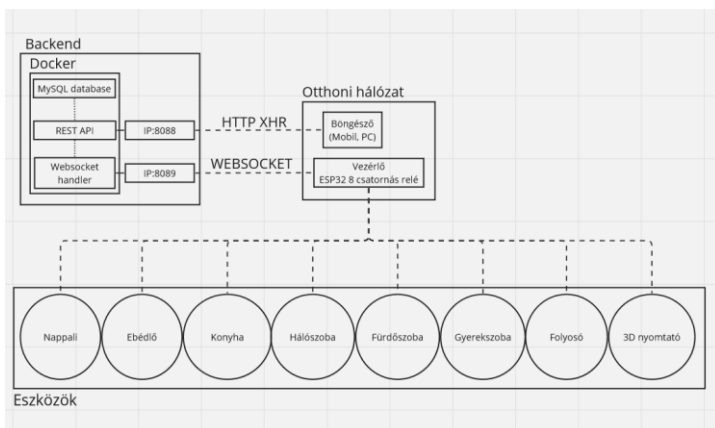 Backend
Docker
MySQL database
REST API
IP:8088
Websocket
handler
IP:8089
HTTP XHR
WEBSOCKET
Otthoni hálózat
Böngésző
(Mobil, PC)
Vezérlő
ESP32 8 csatornás relé
Nappali
Ebédlő
Konyha
Hálószoba
Fürdőszoba
Gyerekszoba
Folyosó
3D nyomtató
Eszközök